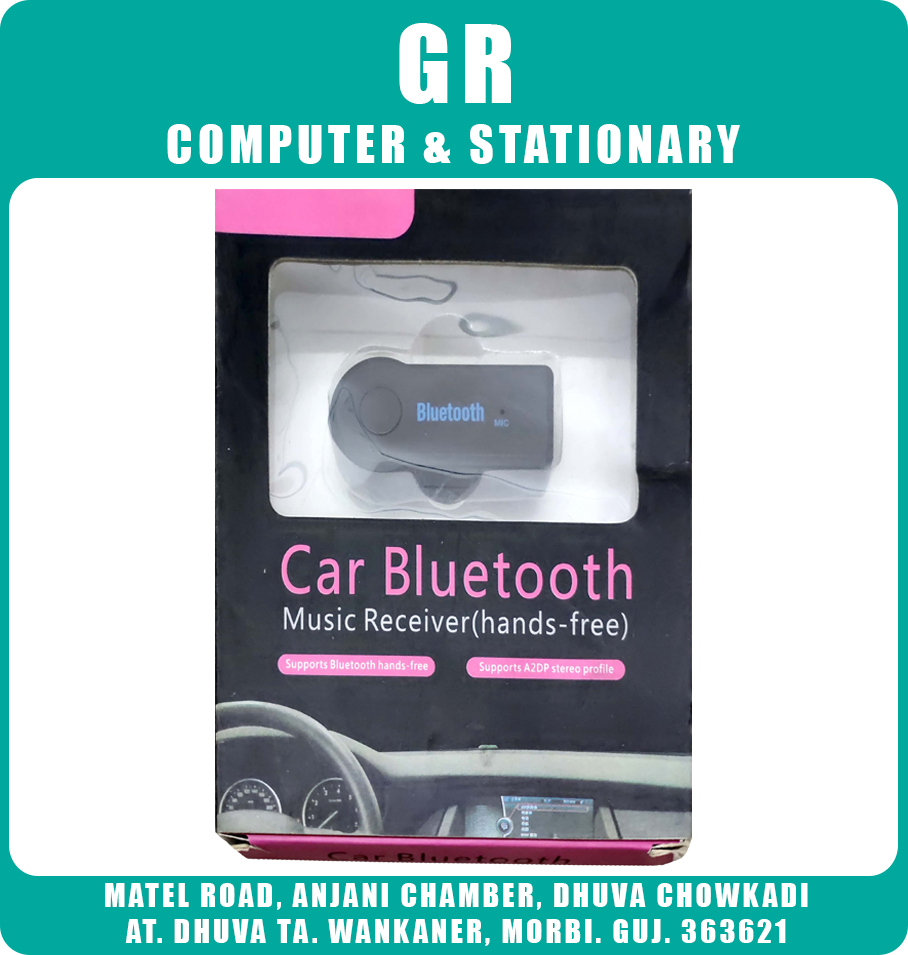 GR
COMPUTER & STATIONARY
Bluetooth
MIC
Car Bluetooth
Music Receiver(hands-free)
Supports Bluetooth hands-free
Supports A2DP stereo profile
Car Bluetooth
MATEL ROAD, ANJANI CHAMBER, DHUVA CHOWKADI
AT. DHUVA TA. WANKANER, MORBI. GUJ. 363621